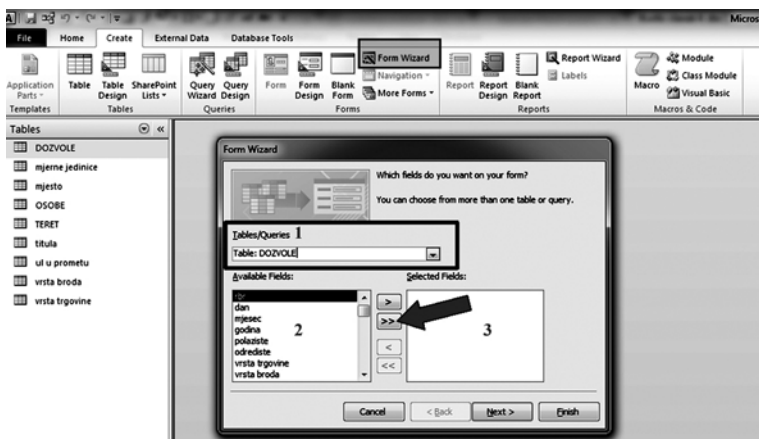 A
Micros
File Home Create External Data Database Tools
Application Parts Table Table Design SharePoint Lists Query Wizard Query Design Form Form Design Blank Form Form Wizard Navigation More Forms Report Report Design Blank Report Report Wizard Labels Macro Module Class Module Visual Basic
Templates Tables Queries Forms Reports Macros & Code
Tables
DOZVOLE
mjerne jedinice
mjesto
OSOBE
TERET
titula
ul u prometu
vrsta broda
vrsta trgovine
Form Wizard
Which fields do you want on your form?
You can choose from more than one table or query.
Tables/Queries 1
Table: DOZVOLE
Available Fields: Selected Fields:
rbr
dan
mjesec
godina
polaziste
odrediste
vrsta trgovine
vrsta broda
2
>
>>
<
<<
3
Cancel < Back Next > Finish